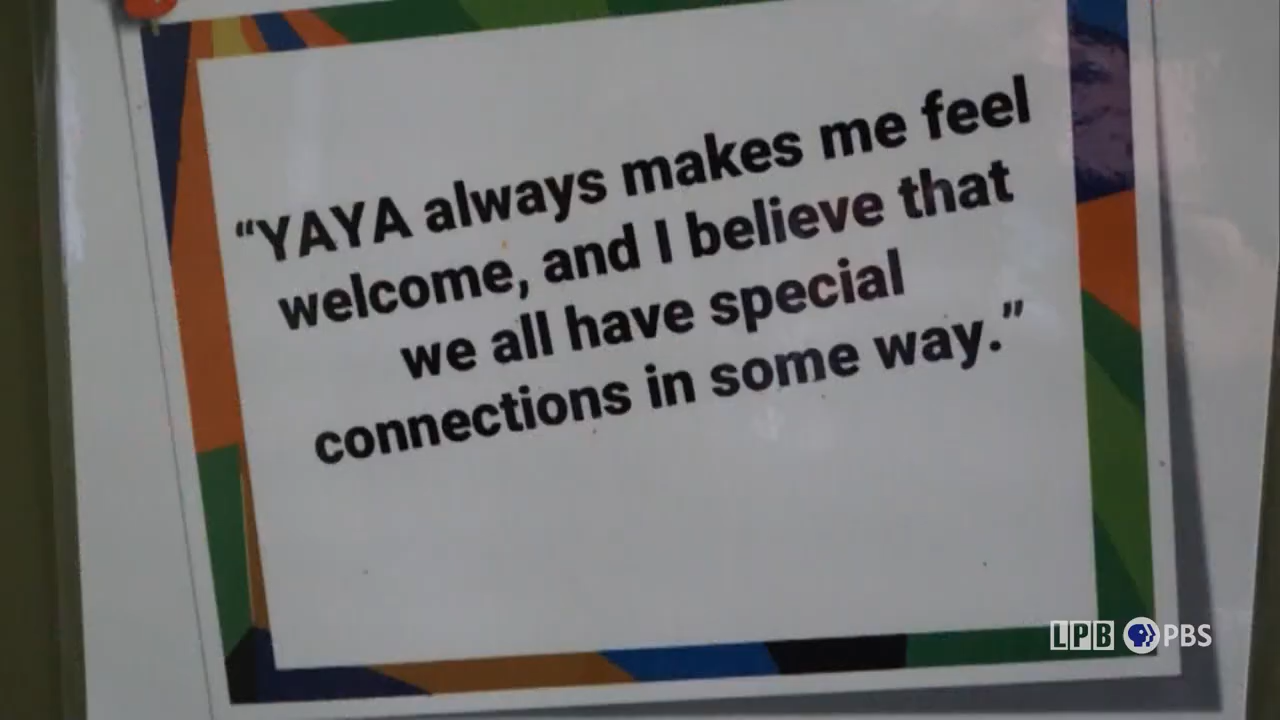 “YAYA always makes me feel
welcome, and I believe that
we all have special
connections in some way.”
LPB PBS